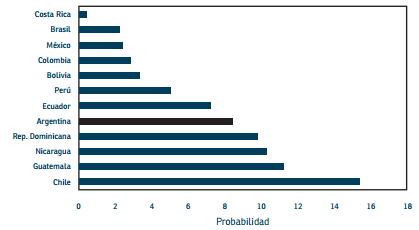 Costa Rica
Brasil
México
Colombia
Bolivia
Perú
Ecuador
Argentina
Rep. Dominicana
Nicaragua
Guatemala
Chile
0 2 4 6 8 10 12 14 16 18
Probabilidad